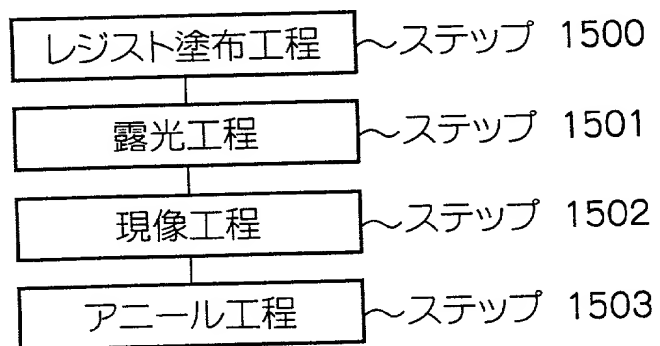 レジスト塗布工程 ～ステップ 1500
露光工程 ～ステップ 1501
現像工程 ～ステップ 1502
アニール工程 ～ステップ 1503